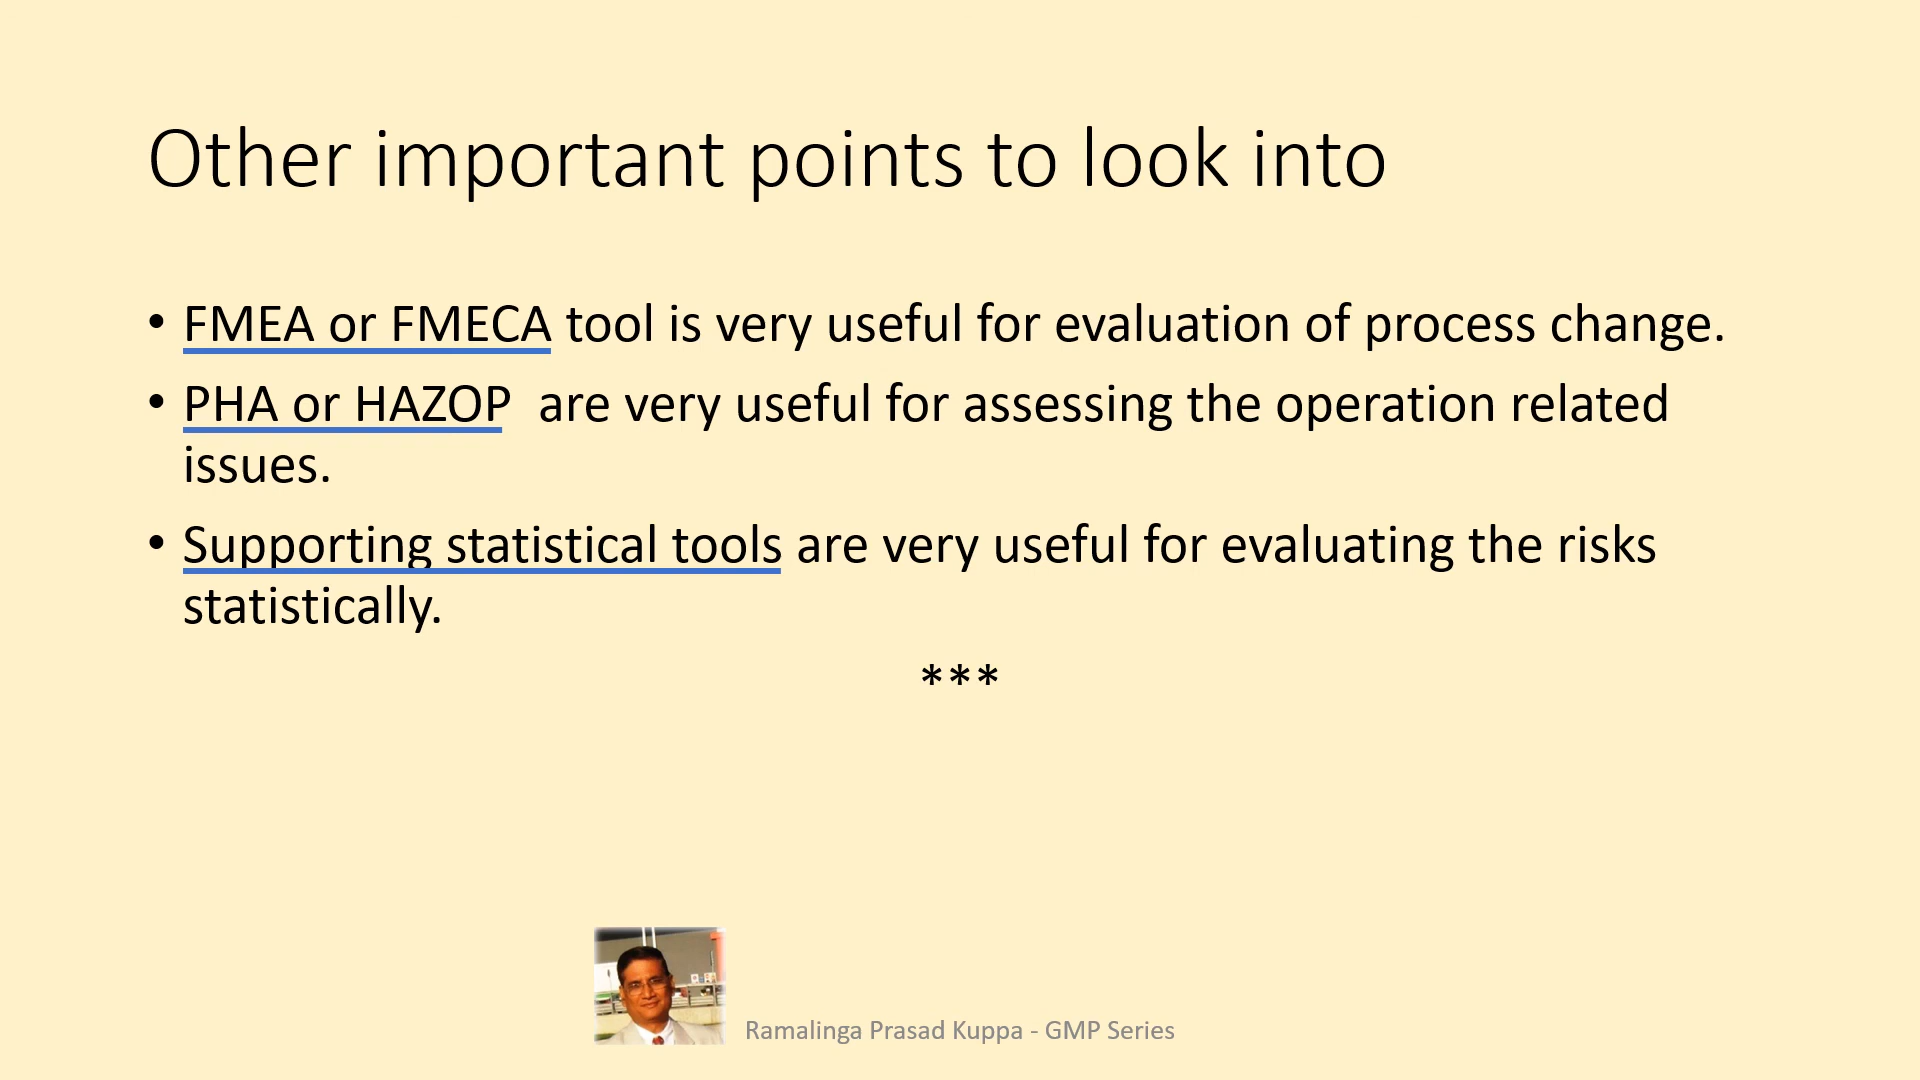 Other important points to look into
• FMEA or FMECA tool is very useful for evaluation of process change.
• PHA or HAZOP  are very useful for assessing the operation related
issues.
• Supporting statistical tools are very useful for evaluating the risks
statistically.
***
Ramalinga Prasad Kuppa - GMP Series